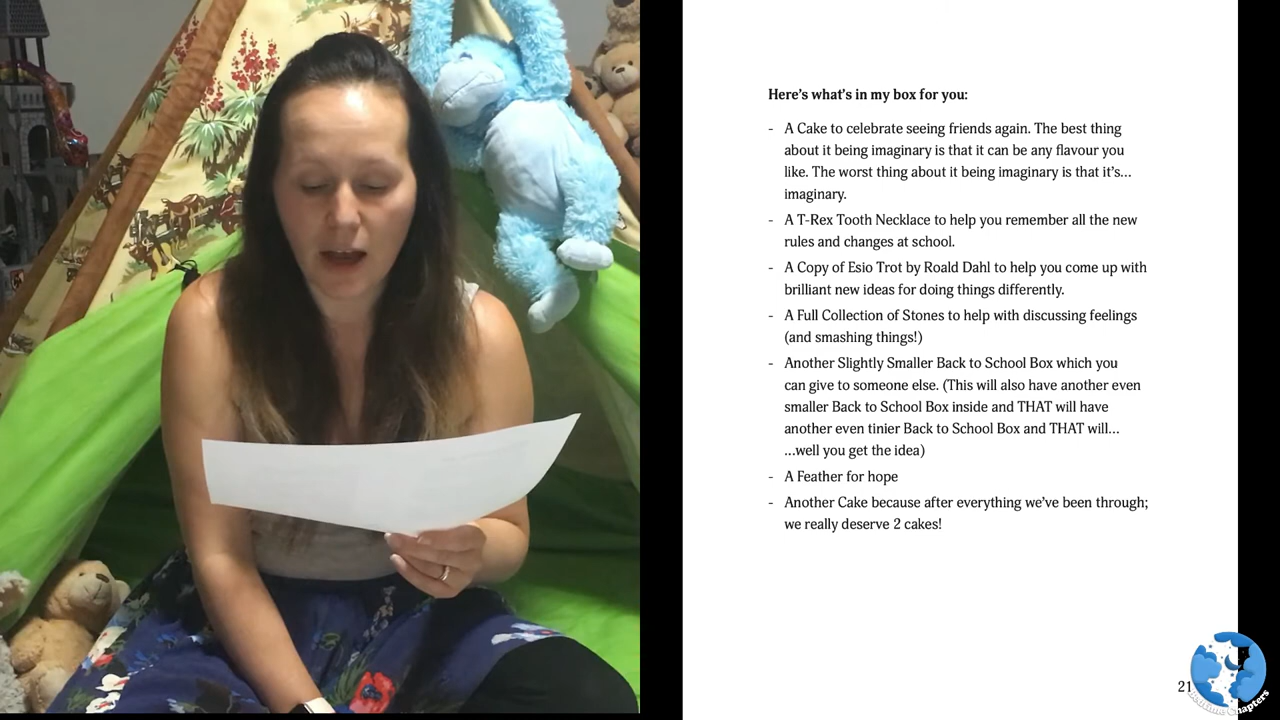 Here's what's in my box for you:
- A Cake to celebrate seeing friends again. The best thing
about it being imaginary is that it can be any flavour you
like. The worst thing about it being imaginary is that it's...
imaginary.
- A T-Rex Tooth Necklace to help you remember all the new
rules and changes at school.
- A Copy of Esio Trot by Roald Dahl to help you come up with
brilliant new ideas for doing things differently.
- A Full Collection of Stones to help with discussing feelings
(and smashing things!)
- Another Slightly Smaller Back to School Box which you
can give to someone else. (This will also have another even
smaller Back to School Box inside and THAT will have
another even tinier Back to School Box and THAT will...
...well you get the idea)
- A Feather for hope
- Another Cake because after everything we've been through;
we really deserve 2 cakes!
21
Chapters